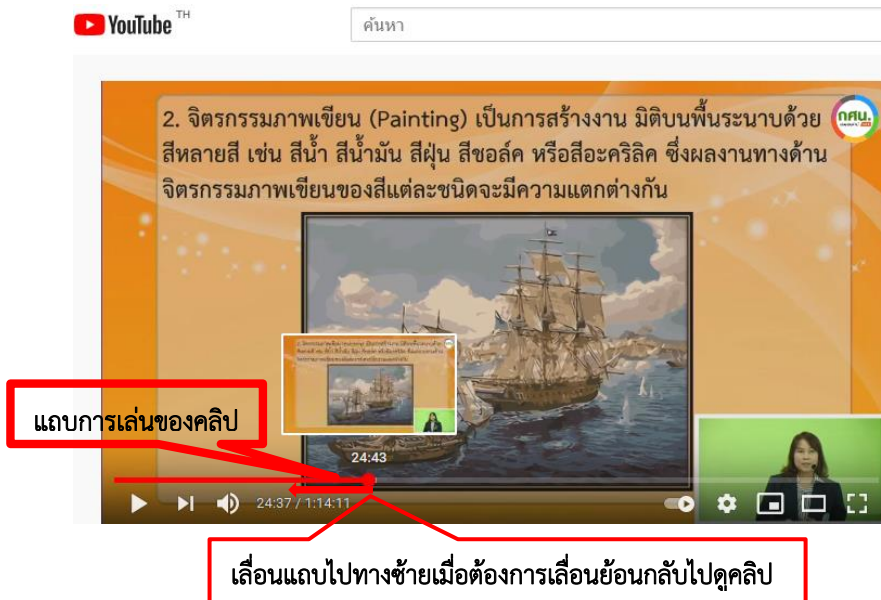 YouTube TH
ค้นหา
2. จิตรกรรมภาพเขียน (Painting) เป็นการสร้างงาน มิติบนพื้นระนาบด้วย
สีหลายสี เช่น สีน้ำ สีน้ำมัน สีฝุ่น สีชอล์ค หรือสีอะคริลิค ซึ่งผลงานทางด้าน
จิตรกรรมภาพเขียนของสีแต่ละชนิดจะมีความแตกต่างกัน
กศน.
แถบการเล่นของคลิป
24:43
24:37 / 1:14:11
เลื่อนแถบไปทางซ้ายเมื่อต้องการเลื่อนย้อนกลับไปดูคลิป